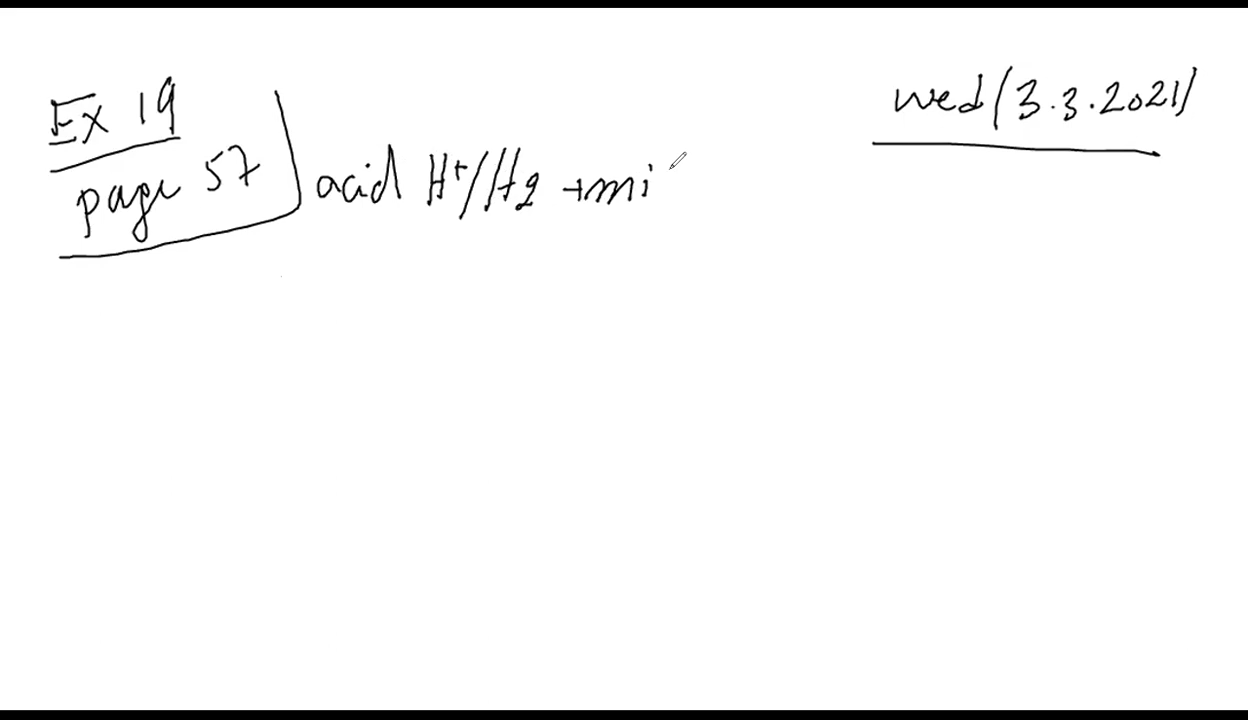 Ex 19
wed (3.3.2021)
page 57
acid H+/H2 + mi